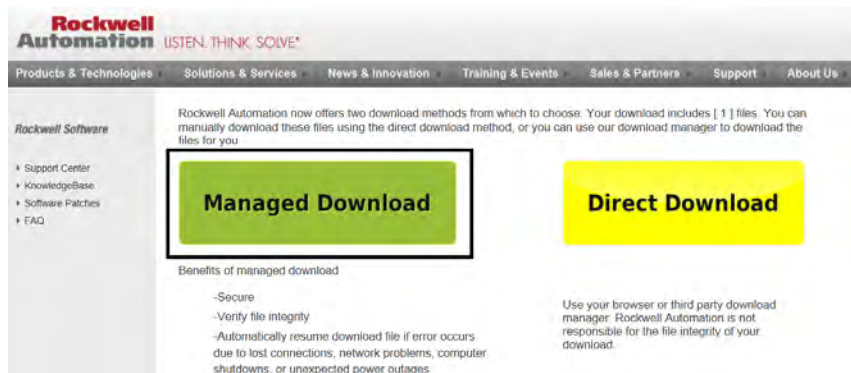 Rockwell
Automation LISTEN. THINK. SOLVE.®
Products & Technologies Solutions & Services News & Innovation Training & Events Sales & Partners Support About Us
Rockwell Automation now offers two download methods from which to choose. Your download includes [ 1 ] files. You can
manually download these files using the direct download method, or you can use our download manager to download the
files for you
Rockwell Software
Support Center
KnowledgeBase
Software Patches
FAQ
Managed Download
Direct Download
Benefits of managed download
-Secure
-Verify file integrity
-Automatically resume download file if error occurs
due to lost connections, network problems, computer
shutdowns, or unexpected power outages
Use your browser or third party download
manager. Rockwell Automation is not
responsible for the file integrity of your
download.